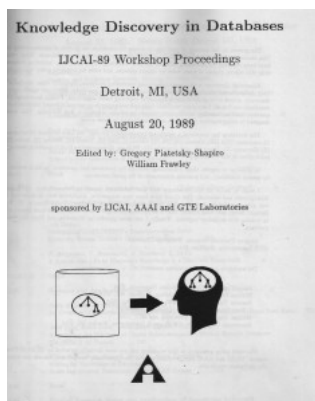 Knowledge Discovery in Databases
IJCAI-89 Workshop Proceedings
Detroit, MI, USA
August 20, 1989
Edited by: Gregory Piatetsky-Shapiro
William Frawley
sponsored by IJCAI, AAAI and GTE Laboratories